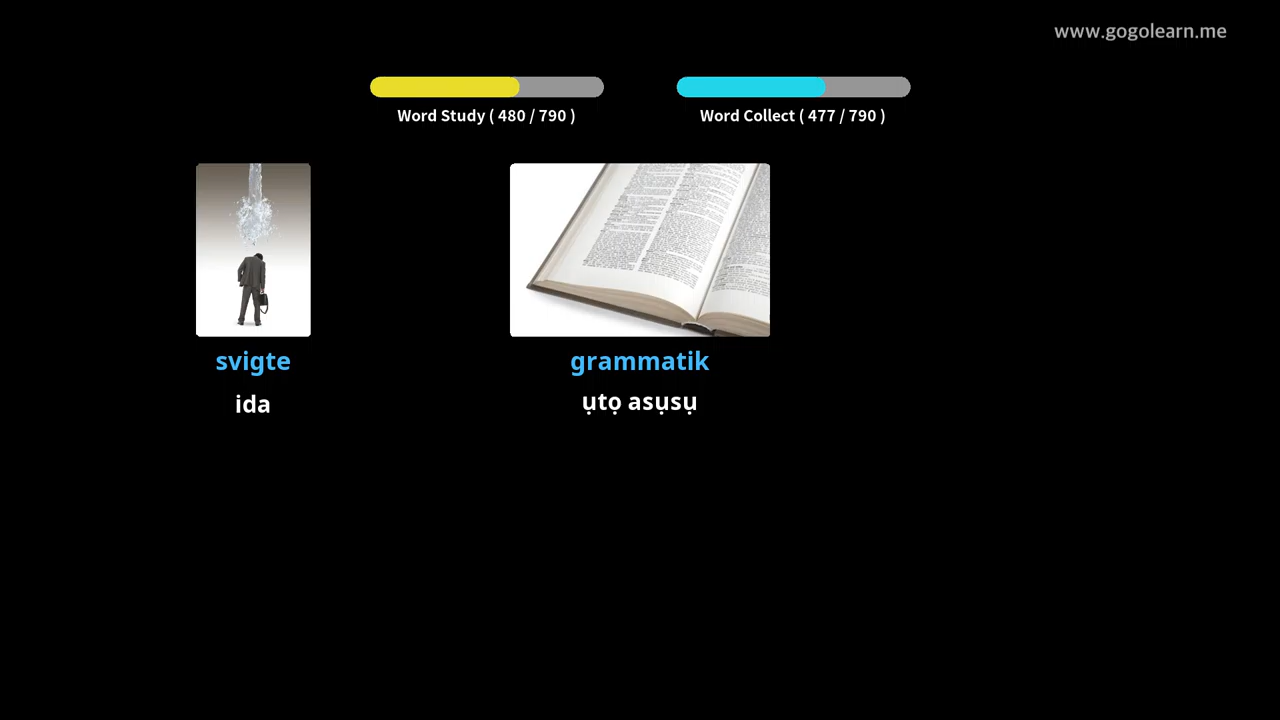 www.gogolearn.me
Word Study ( 480 / 790 )
Word Collect ( 477 / 790 )
svigte
grammatik
ida
ụtọ asụsụ